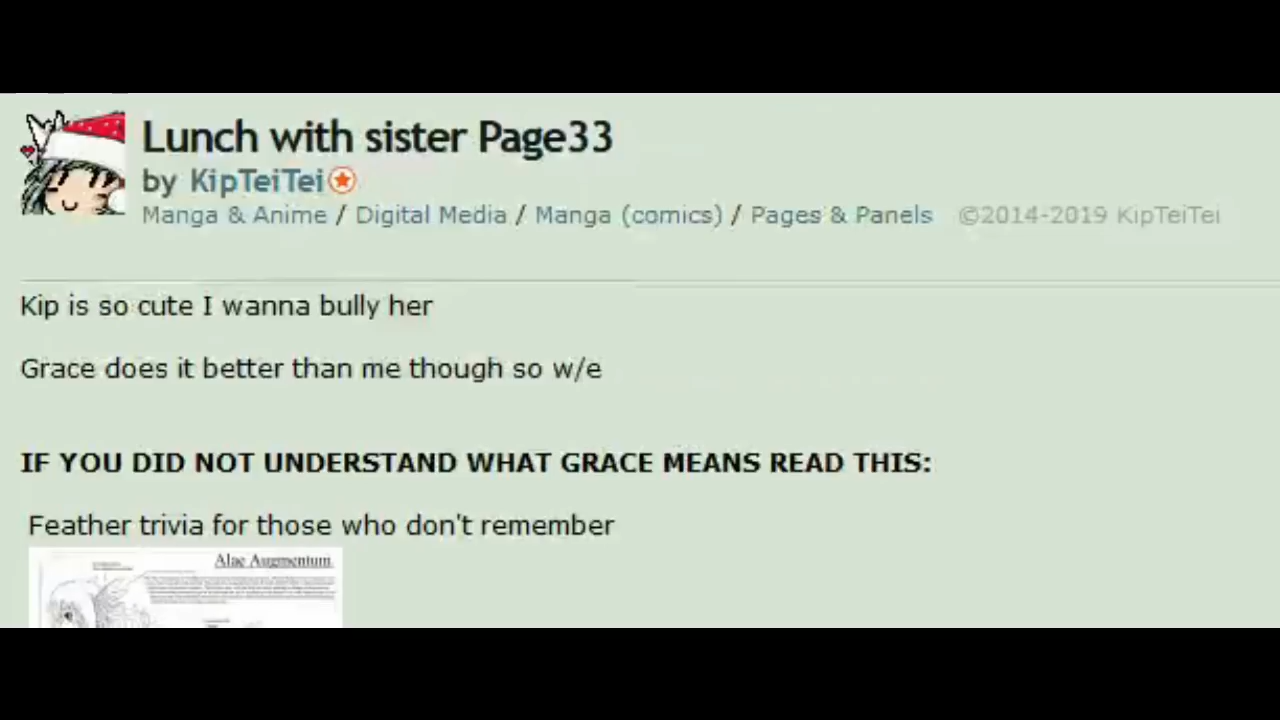 Lunch with sister Page33
by KipTeiTei
Manga & Anime / Digital Media / Manga (comics) / Pages & Panels ©2014-2019 KipTeiTei
Kip is so cute I wanna bully her
Grace does it better than me though so w/e
IF YOU DID NOT UNDERSTAND WHAT GRACE MEANS READ THIS:
Feather trivia for those who don't remember
Alae Augmentum